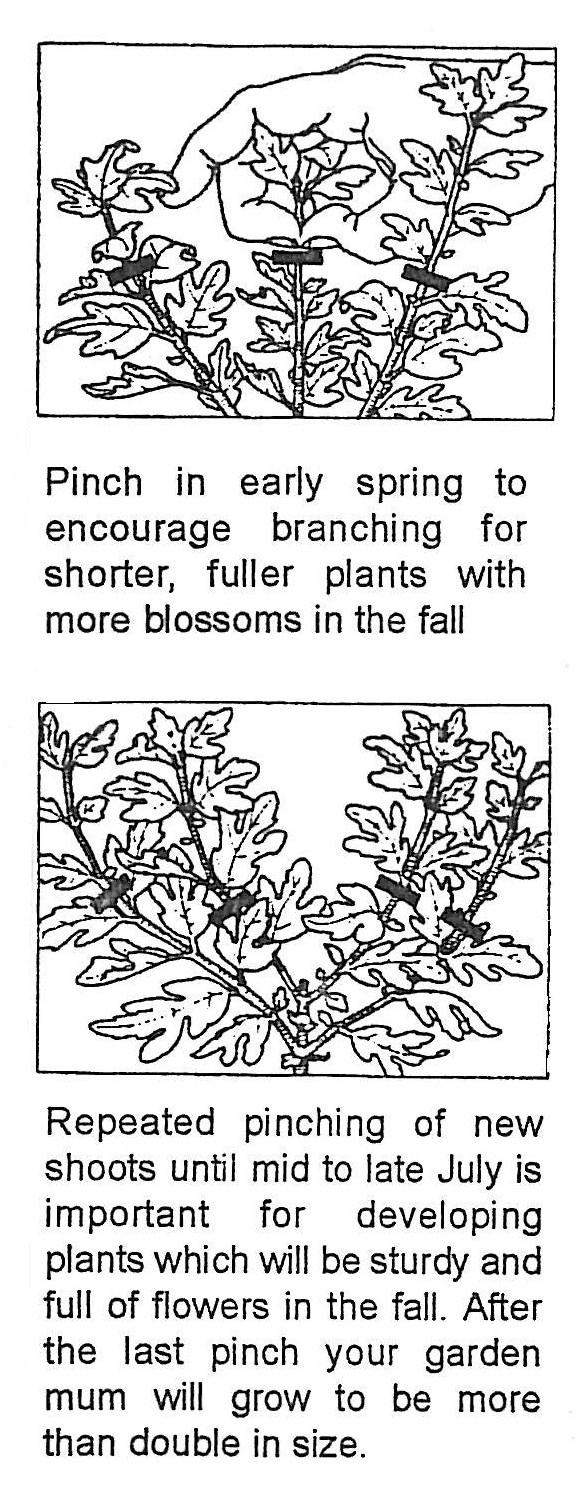 Pinch in early spring to
encourage branching for
shorter, fuller plants with
more blossoms in the fall
Repeated pinching of new
shoots until mid to late July is
important for developing
plants which will be sturdy and
full of flowers in the fall. After
the last pinch your garden
mum will grow to be more
than double in size.